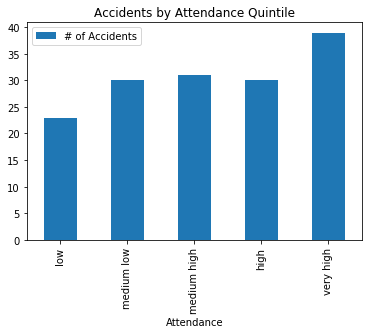 Accidents by Attendance Quintile
# of Accidents
40
35
30
25
20
15
10
5
0
low
medium low
medium high
high
very high
Attendance